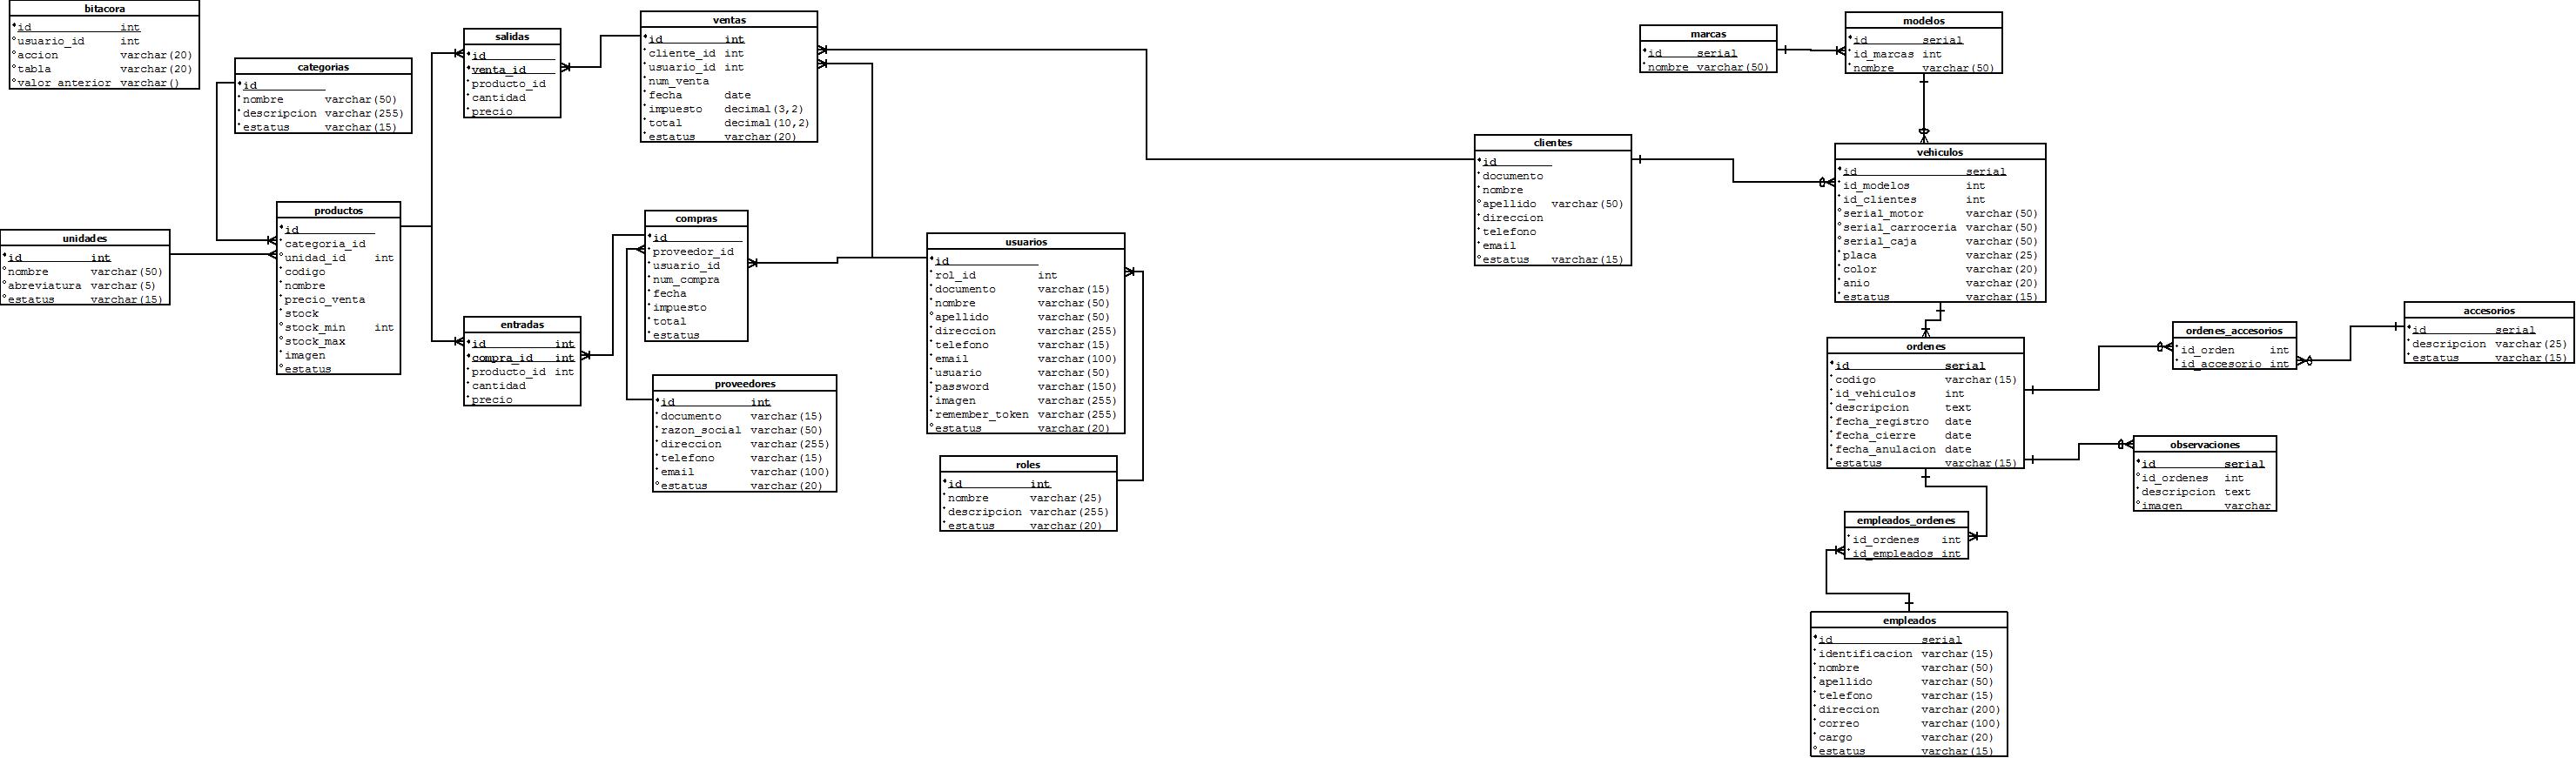 bitacora
id int
usuario_id int
accion varchar(20)
tabla varchar(20)
valor anterior varchar()
categorias
id
nombre varchar(50)
descripcion varchar(255)
estatus varchar(15)
unidades
id int
nombre varchar(50)
abreviatura varchar(5)
estatus varchar(15)
productos
id
categoria_id
unidad_id int
codigo
nombre
precio_venta
stock
stock_min int
stock_max
imagen
estatus
salidas
id
venta_id
producto_id
cantidad
precio
entradas
id int
compra_id int
producto_id int
cantidad
precio
ventas
id int
cliente_id int
usuario_id int
num_venta
fecha date
impuesto decimal(3,2)
total decimal(10,2)
estatus varchar(20)
compras
id
proveedor_id
usuario_id
num_compra
fecha
impuesto
total
estatus
proveedores
id int
documento varchar(15)
razon_social varchar(50)
direccion varchar(255)
telefono varchar(15)
email varchar(100)
estatus varchar(20)
usuarios
id
rol_id int
documento varchar(15)
nombre varchar(50)
apellido varchar(50)
direccion varchar(255)
telefono varchar(15)
email varchar(100)
usuario varchar(50)
password varchar(150)
imagen varchar(255)
remember_token varchar(255)
estatus varchar(20)
roles
id int
nombre varchar(25)
descripcion varchar(255)
estatus varchar(20)
clientes
id
documento
nombre
apellido varchar(50)
direccion
telefono
email
estatus varchar(15)
marcas
id serial
nombre varchar(50)
modelos
id serial
id_marcas int
nombre varchar(50)
vehiculos
id serial
id_modelos int
id_clientes int
serial_motor varchar(50)
serial_carroceria varchar(50)
serial_caja varchar(50)
placa varchar(25)
color varchar(20)
anio varchar(20)
estatus varchar(15)
ordenes
id serial
codigo varchar(15)
id_vehiculos int
descripcion text
fecha_registro date
fecha_cierre date
fecha_anulacion date
estatus varchar(15)
ordenes_accesorios
id_orden int
id_accesorio int
accesorios
id serial
descripcion varchar(25)
estatus varchar(15)
observaciones
id serial
id_ordenes int
descripcion text
imagen varchar
empleados_ordenes
id_ordenes int
id_empleados int
empleados
id serial
identificacion varchar(15)
nombre varchar(50)
apellido varchar(50)
telefono varchar(15)
direccion varchar(200)
correo varchar(100)
cargo varchar(20)
estatus varchar(15)